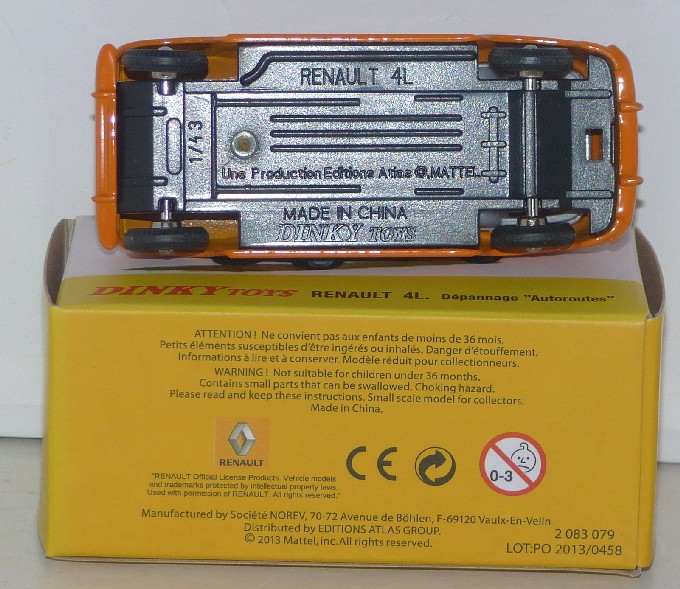 RENAULT 4L
1/43
Une Production Editions Atlas © MATTEL
MADE IN CHINA
DINKY TOYS
DINKY TOYS RENAULT 4L. Dépannage "Autoroutes"
ATTENTION! Ne convient pas aux enfants de moins de 36 mois.
Petits éléments susceptibles d'être ingérés ou inhalés. Danger d'étouffement.
Informations à lire et à conserver. Modèle réduit pour collectionneurs.
WARNING! Not suitable for children under 36 months.
Contains small parts that can be swallowed. Choking hazard.
Please read and keep these instructions. Small scale model for collectors.
Made in China.
RENAULT
CE
0-3
"RENAULT Official License Products. Vehicle models
and trademarks protected by intellectual property laws.
Used with permission of RENAULT. All rights reserved."
Manufactured by Société NOREV, 70-72 Avenue de Böhlen, F-69120 Vaulx-En-Velin
Distributed by EDITIONS ATLAS GROUP.
© 2013 Mattel, inc. All rights reserved.
2 083 079
LOT:PO 2013/0458